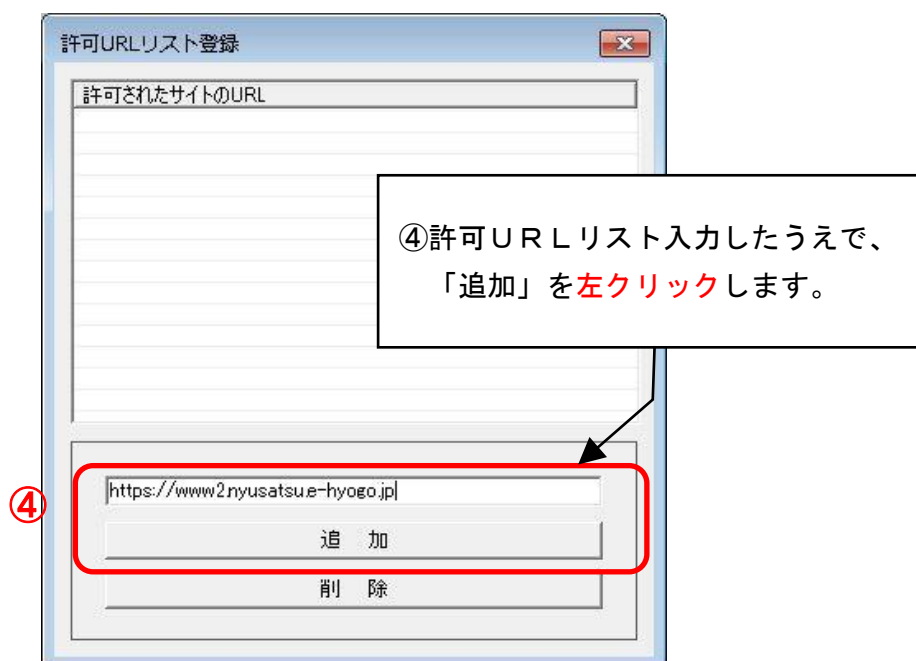 許可URLリスト登録
許可されたサイトのURL
④許可ＵＲＬリスト入力したうえで、
「追加」を左クリックします。
④
https://www2.nyusatsu.e-hyogo.jp
追　加
削　除